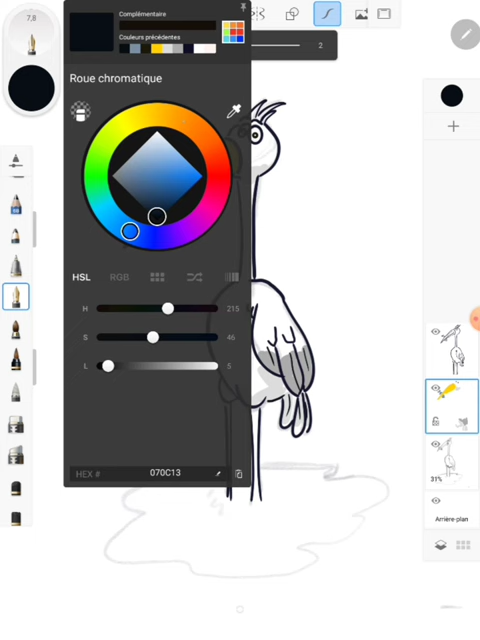 7,8
Complémentaire
Couleurs précédentes
2
Roue chromatique
HSL RGB
H 215
S 46
L 5
HEX # 070C13
31%
Arrière-plan